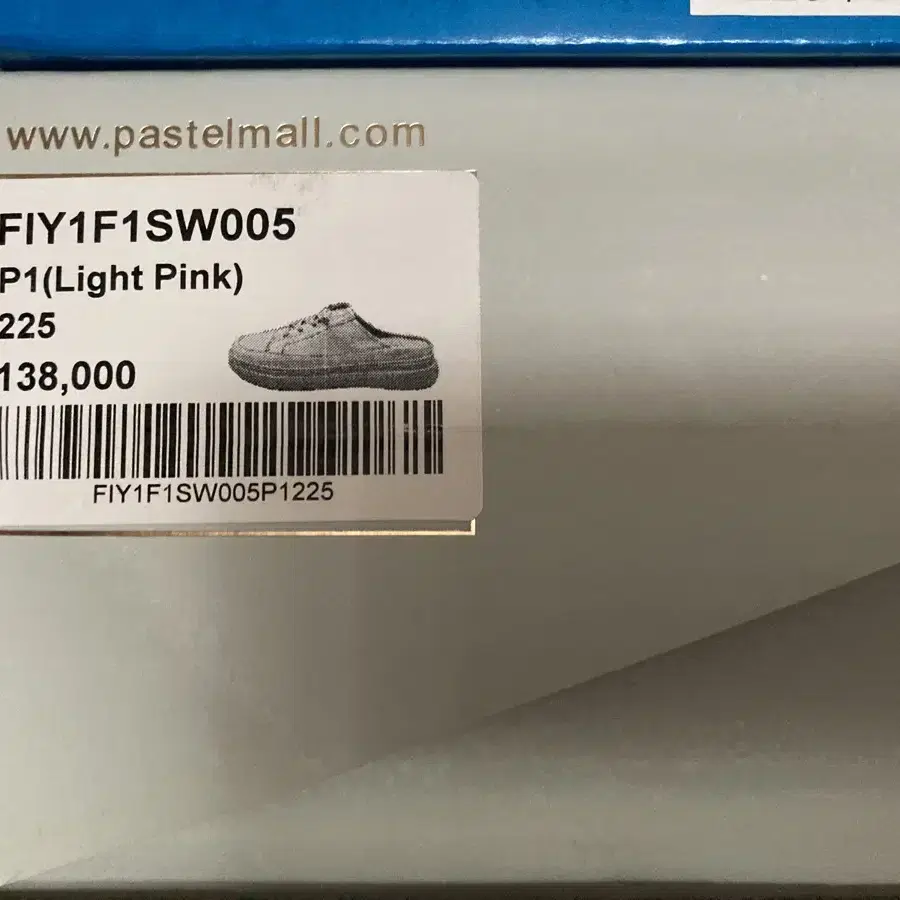 www.pastelmall.com
FIY1F1SW005
P1(Light Pink)
225
138,000
FIY1F1SW005P1225